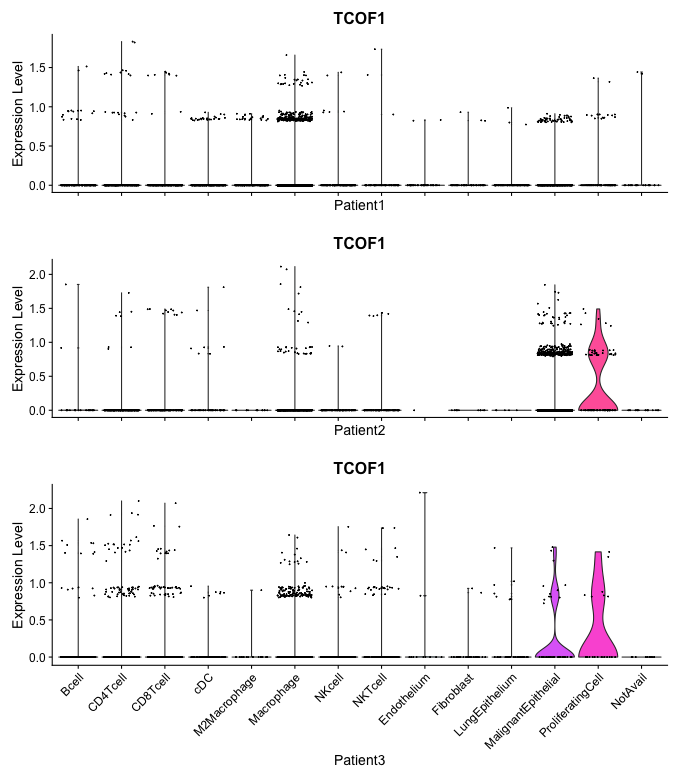 TCOF1
Expression Level
1.5
1.0
0.5
0.0
Patient1
TCOF1
Expression Level
2.0
1.5
1.0
0.5
0.0
Patient2
TCOF1
Expression Level
2.0
1.5
1.0
0.5
0.0
Bcell
CD4Tcell
CD8Tcell
cDC
M2Macrophage
Macrophage
NKcell
NKTcell
Endothelium
Fibroblast
LungEpithelium
MalignantEpithelial
ProliferatingCell
NotAvail
Patient3